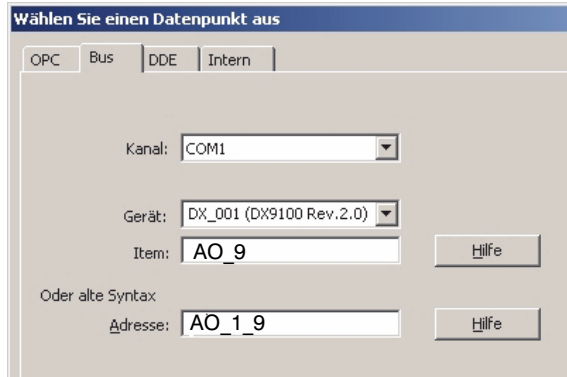 Wählen Sie einen Datenpunkt aus
OPC Bus DDE Intern
Kanal: COM1
Gerät: DX_001 (DX9100 Rev.2.0)
Item: AO_9 Hilfe
Oder alte Syntax
Adresse: AO_1_9 Hilfe